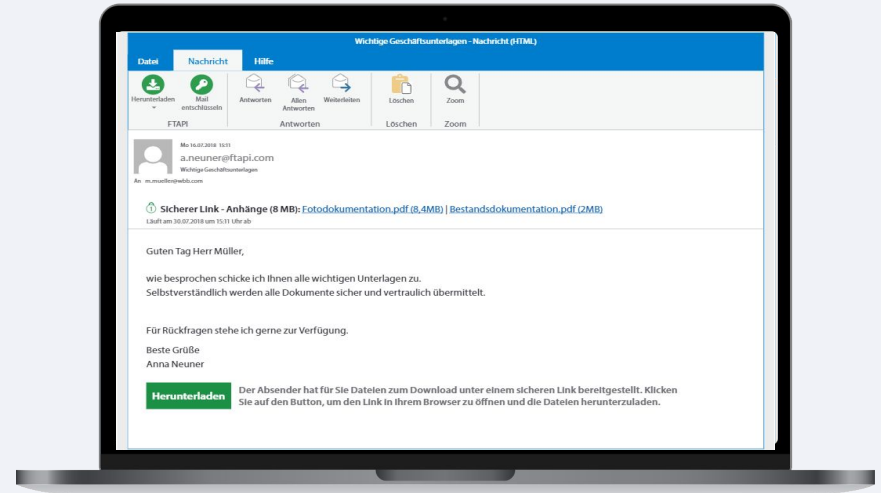 Wichtige Geschäftsunterlagen - Nachricht (HTML)
Datei Nachricht Hilfe
Herunterladen Mail entschlüsseln Antworten Allen Antworten Weiterleiten Löschen Zoom
FTAPI Antworten Löschen Zoom
Mo 16.07.2018 15:11
a.neuner@ftapi.com
Wichtige Geschäftsunterlagen
An m.mueller@wbb.com
Sicherer Link - Anhänge (8 MB): Fotodokumentation.pdf (8,4MB) | Bestandsdokumentation.pdf (2MB)
Läuft am 30.07.2018 um 15:11 Uhr ab
Guten Tag Herr Müller,
wie besprochen schicke ich Ihnen alle wichtigen Unterlagen zu.
Selbstverständlich werden alle Dokumente sicher und vertraulich übermittelt.
Für Rückfragen stehe ich gerne zur Verfügung.
Beste Grüße
Anna Neuner
Herunterladen
Der Absender hat für Sie Dateien zum Download unter einem sicheren Link bereitgestellt. Klicken
Sie auf den Button, um den Link in Ihrem Browser zu öffnen und die Dateien herunterzuladen.